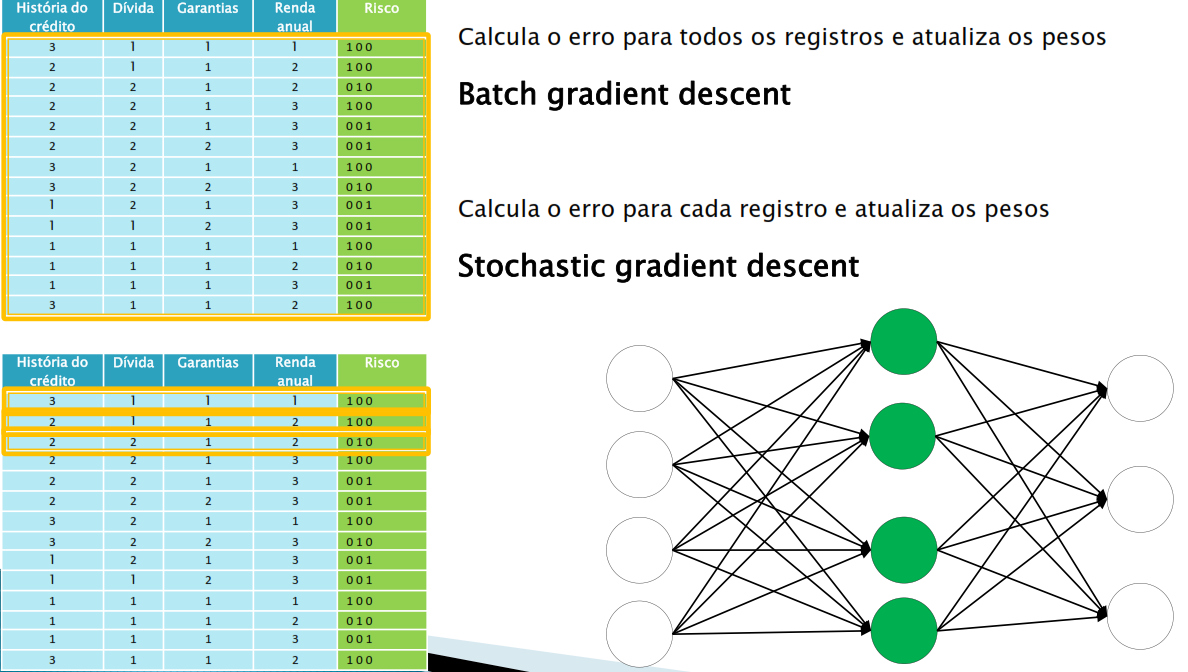 História do crédito Dívida Garantias Renda anual Risco
3 1 1 1 1 0 0
2 1 1 2 1 0 0
2 2 1 2 0 1 0
2 2 1 3 1 0 0
2 2 1 3 0 0 1
2 2 2 3 0 0 1
3 2 1 1 1 0 0
3 2 2 3 0 1 0
1 2 1 3 0 0 1
1 1 2 3 0 0 1
1 1 1 1 1 0 0
1 1 1 2 0 1 0
1 1 1 3 0 0 1
3 1 1 2 1 0 0
Calcula o erro para todos os registros e atualiza os pesos
Batch gradient descent
Calcula o erro para cada registro e atualiza os pesos
Stochastic gradient descent
História do crédito Dívida Garantias Renda anual Risco
3 1 1 1 1 0 0
2 1 1 2 1 0 0
2 2 1 2 0 1 0
2 2 1 3 1 0 0
2 2 1 3 0 0 1
2 2 2 3 0 0 1
3 2 1 1 1 0 0
3 2 2 3 0 1 0
1 2 1 3 0 0 1
1 1 2 3 0 0 1
1 1 1 1 1 0 0
1 1 1 2 0 1 0
1 1 1 3 0 0 1
3 1 1 2 1 0 0